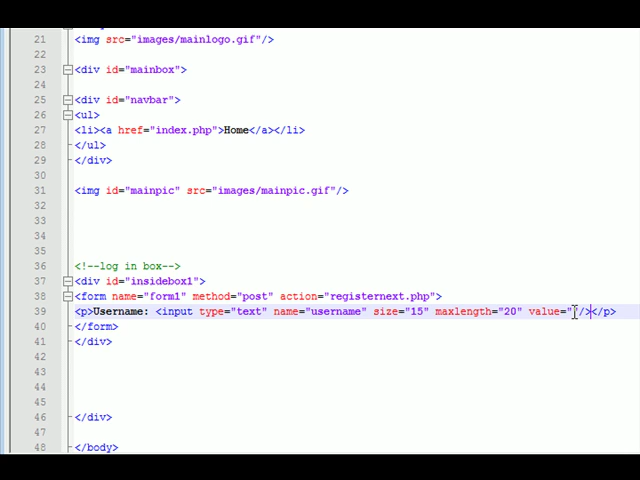 21 <img src="images/mainlogo.gif"/>
22
23 <div id="mainbox">
24
25 <div id="navbar">
26 <ul>
27 <li><a href="index.php">Home</a></li>
28 </ul>
29 </div>
30
31 <img id="mainpic" src="images/mainpic.gif"/>
32
33
34
35
36 <!--log in box-->
37 <div id="insidebox1">
38 <form name="form1" method="post" action="registernext.php">
39 <p>Username: <input type="text" name="username" size="15" maxlength="20" value=""/></p>
40 </form>
41 </div>
42
43
44
45
46 </div>
47
48 </body>